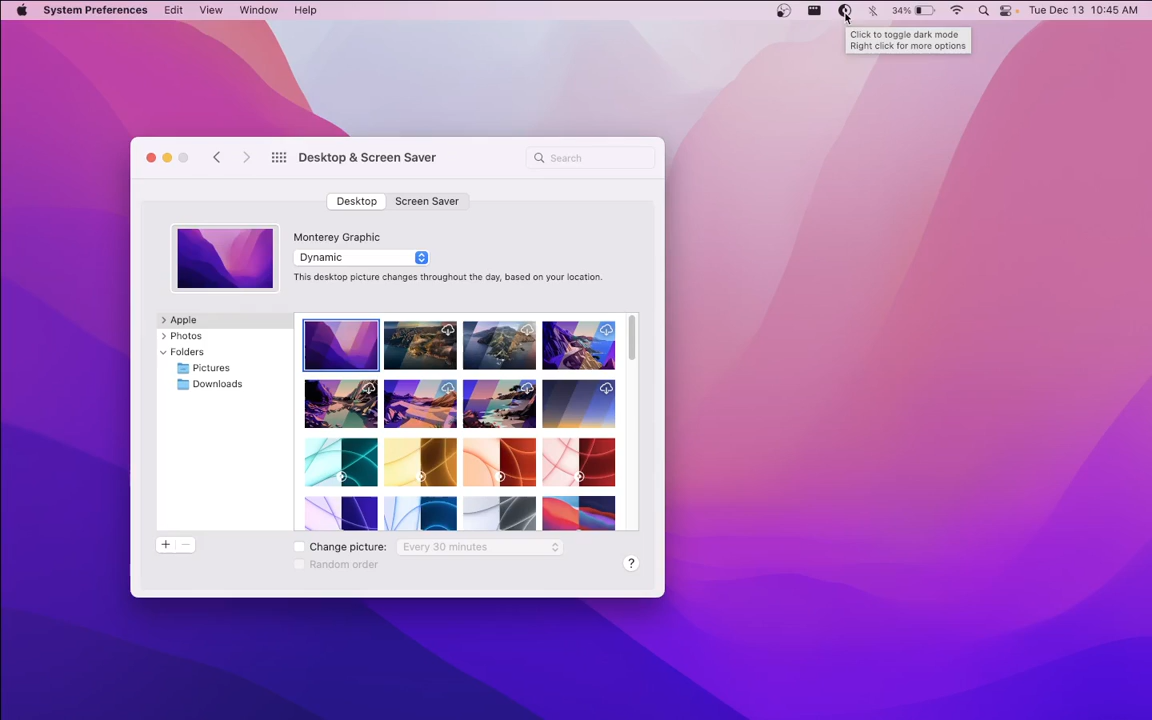 System Preferences Edit View Window Help 34% Tue Dec 13 10:45 AM
Click to toggle dark mode
Right click for more options
Desktop & Screen Saver Search
Desktop Screen Saver
Monterey Graphic
Dynamic
This desktop picture changes throughout the day, based on your location.
Apple
Photos
Folders
Pictures
Downloads
+ −
Change picture: Every 30 minutes
Random order
?